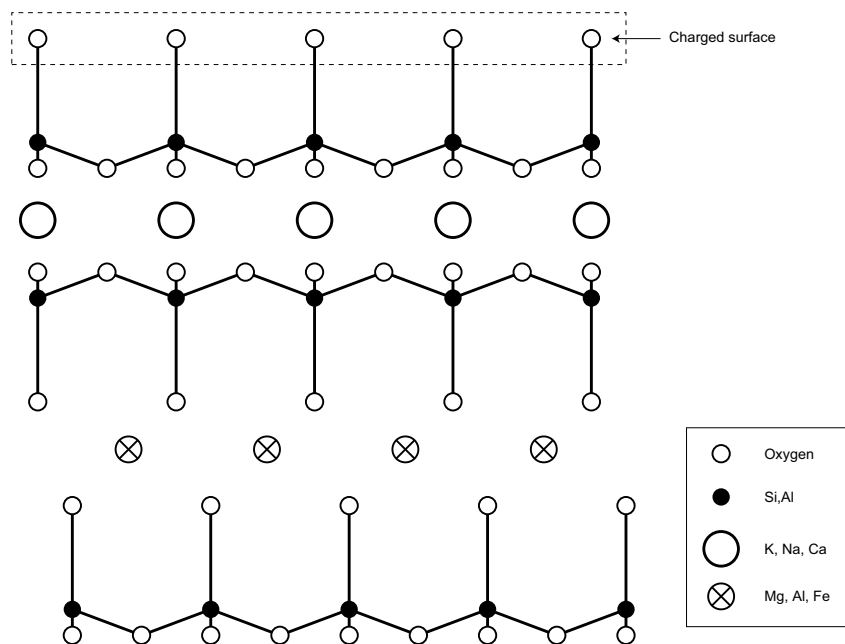 Charged surface
Oxygen
Si,Al
K, Na, Ca
Mg, Al, Fe